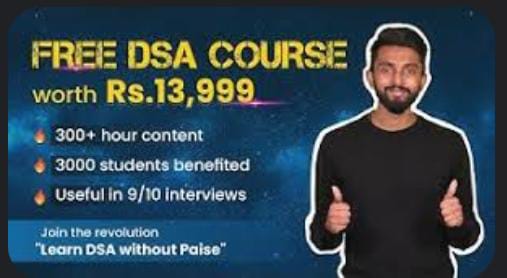 FREE DSA COURSE
worth Rs.13,999
300+ hour content
3000 students benefited
Useful in 9/10 interviews
Join the revolution
"Learn DSA without Paise"